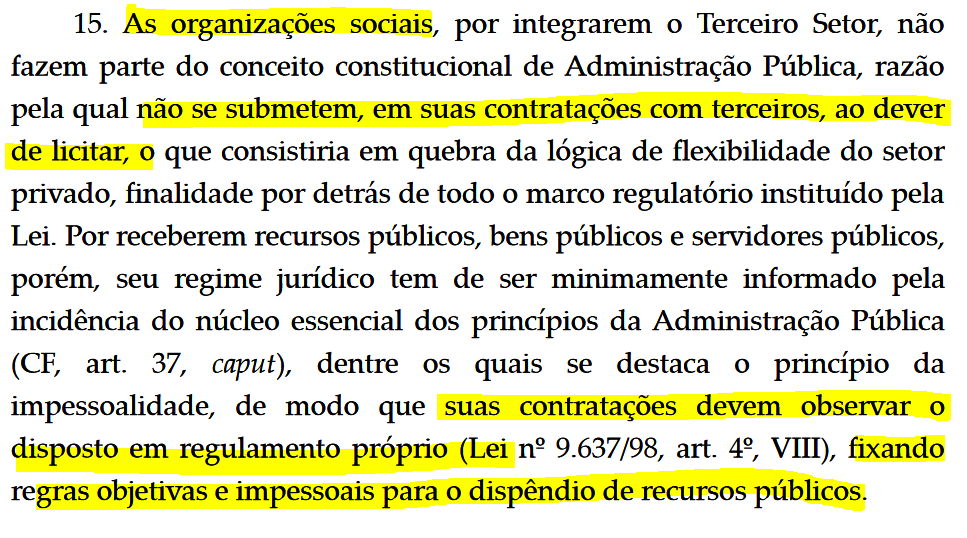 15. As organizações sociais, por integrarem o Terceiro Setor, não
fazem parte do conceito constitucional de Administração Pública, razão
pela qual não se submetem, em suas contratações com terceiros, ao dever
de licitar, o que consistiria em quebra da lógica de flexibilidade do setor
privado, finalidade por detrás de todo o marco regulatório instituído pela
Lei. Por receberem recursos públicos, bens públicos e servidores públicos,
porém, seu regime jurídico tem de ser minimamente informado pela
incidência do núcleo essencial dos princípios da Administração Pública
(CF, art. 37, caput), dentre os quais se destaca o princípio da
impessoalidade, de modo que suas contratações devem observar o
disposto em regulamento próprio (Lei nº 9.637/98, art. 4º, VIII), fixando
regras objetivas e impessoais para o dispêndio de recursos públicos.